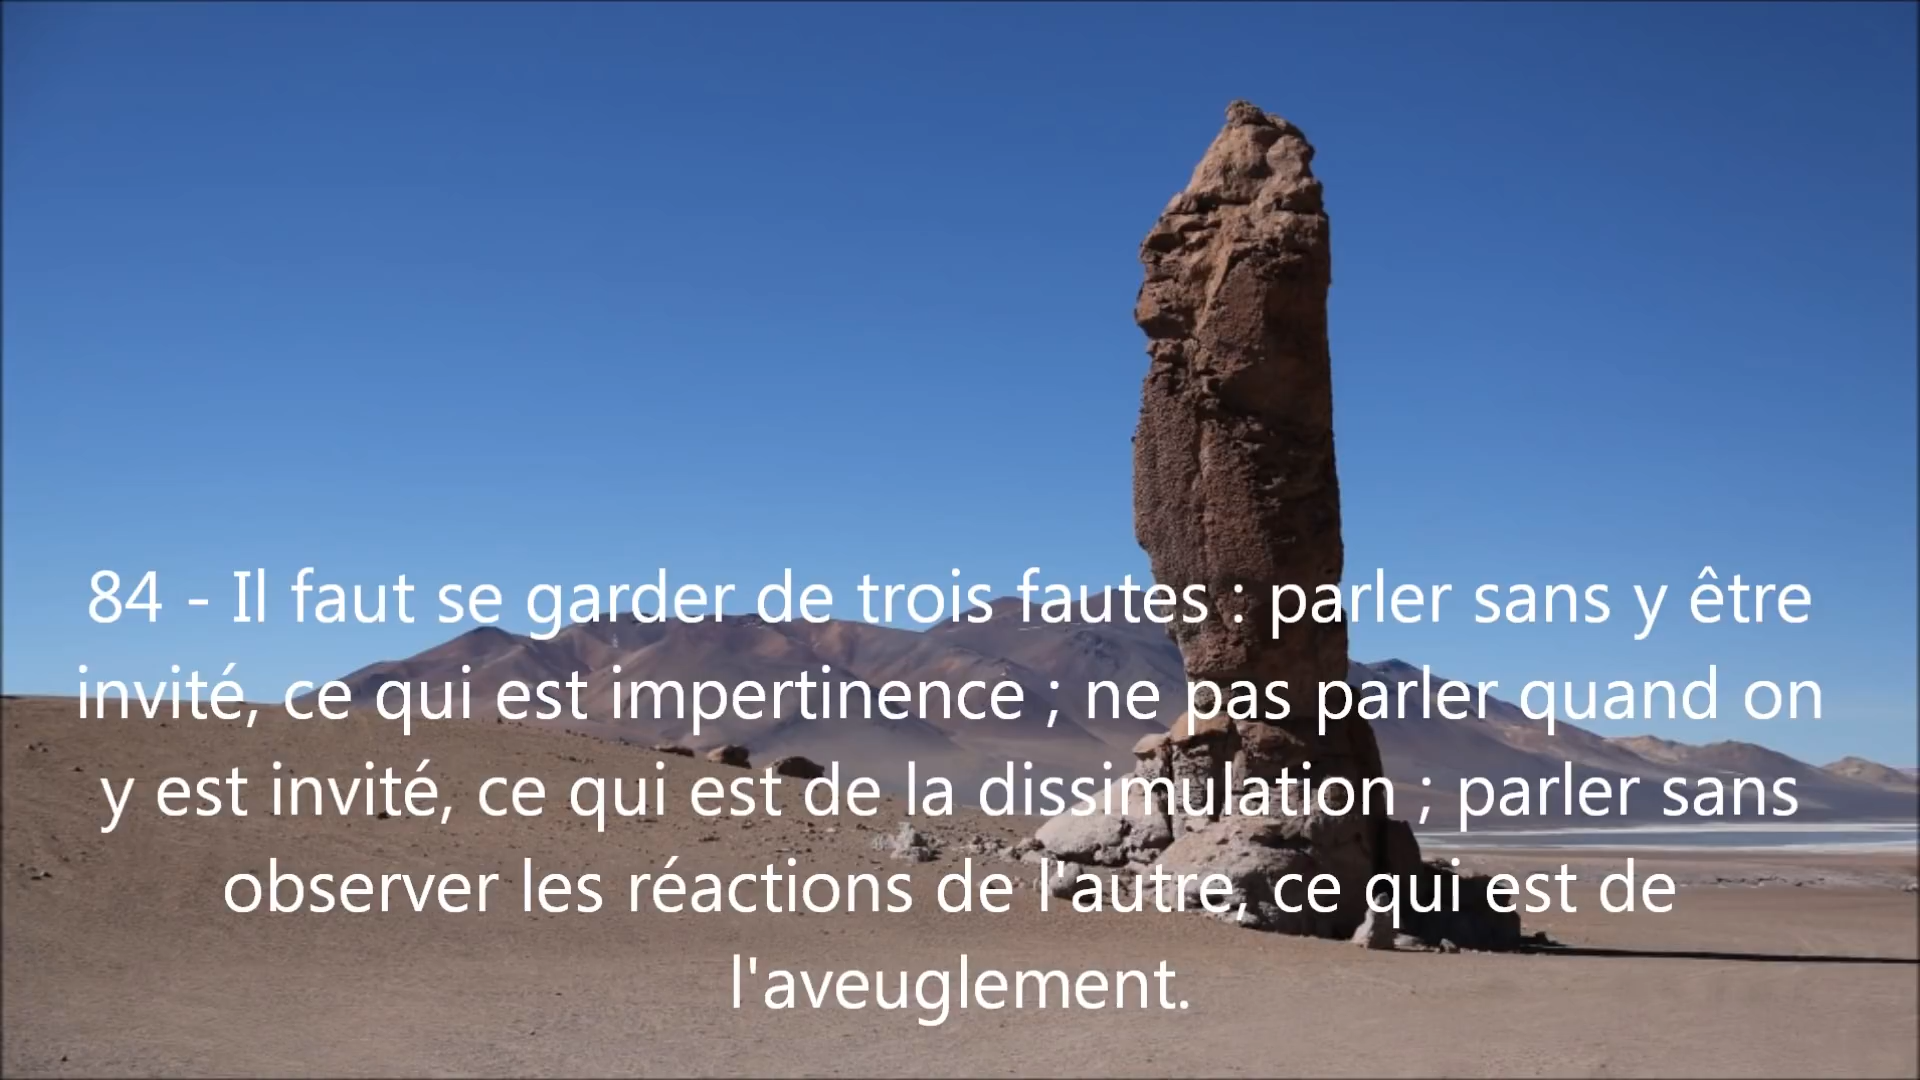 84 - Il faut se garder de trois fautes : parler sans y être
invité, ce qui est impertinence ; ne pas parler quand on
y est invité, ce qui est de la dissimulation ; parler sans
observer les réactions de l'autre, ce qui est de
l'aveuglement.